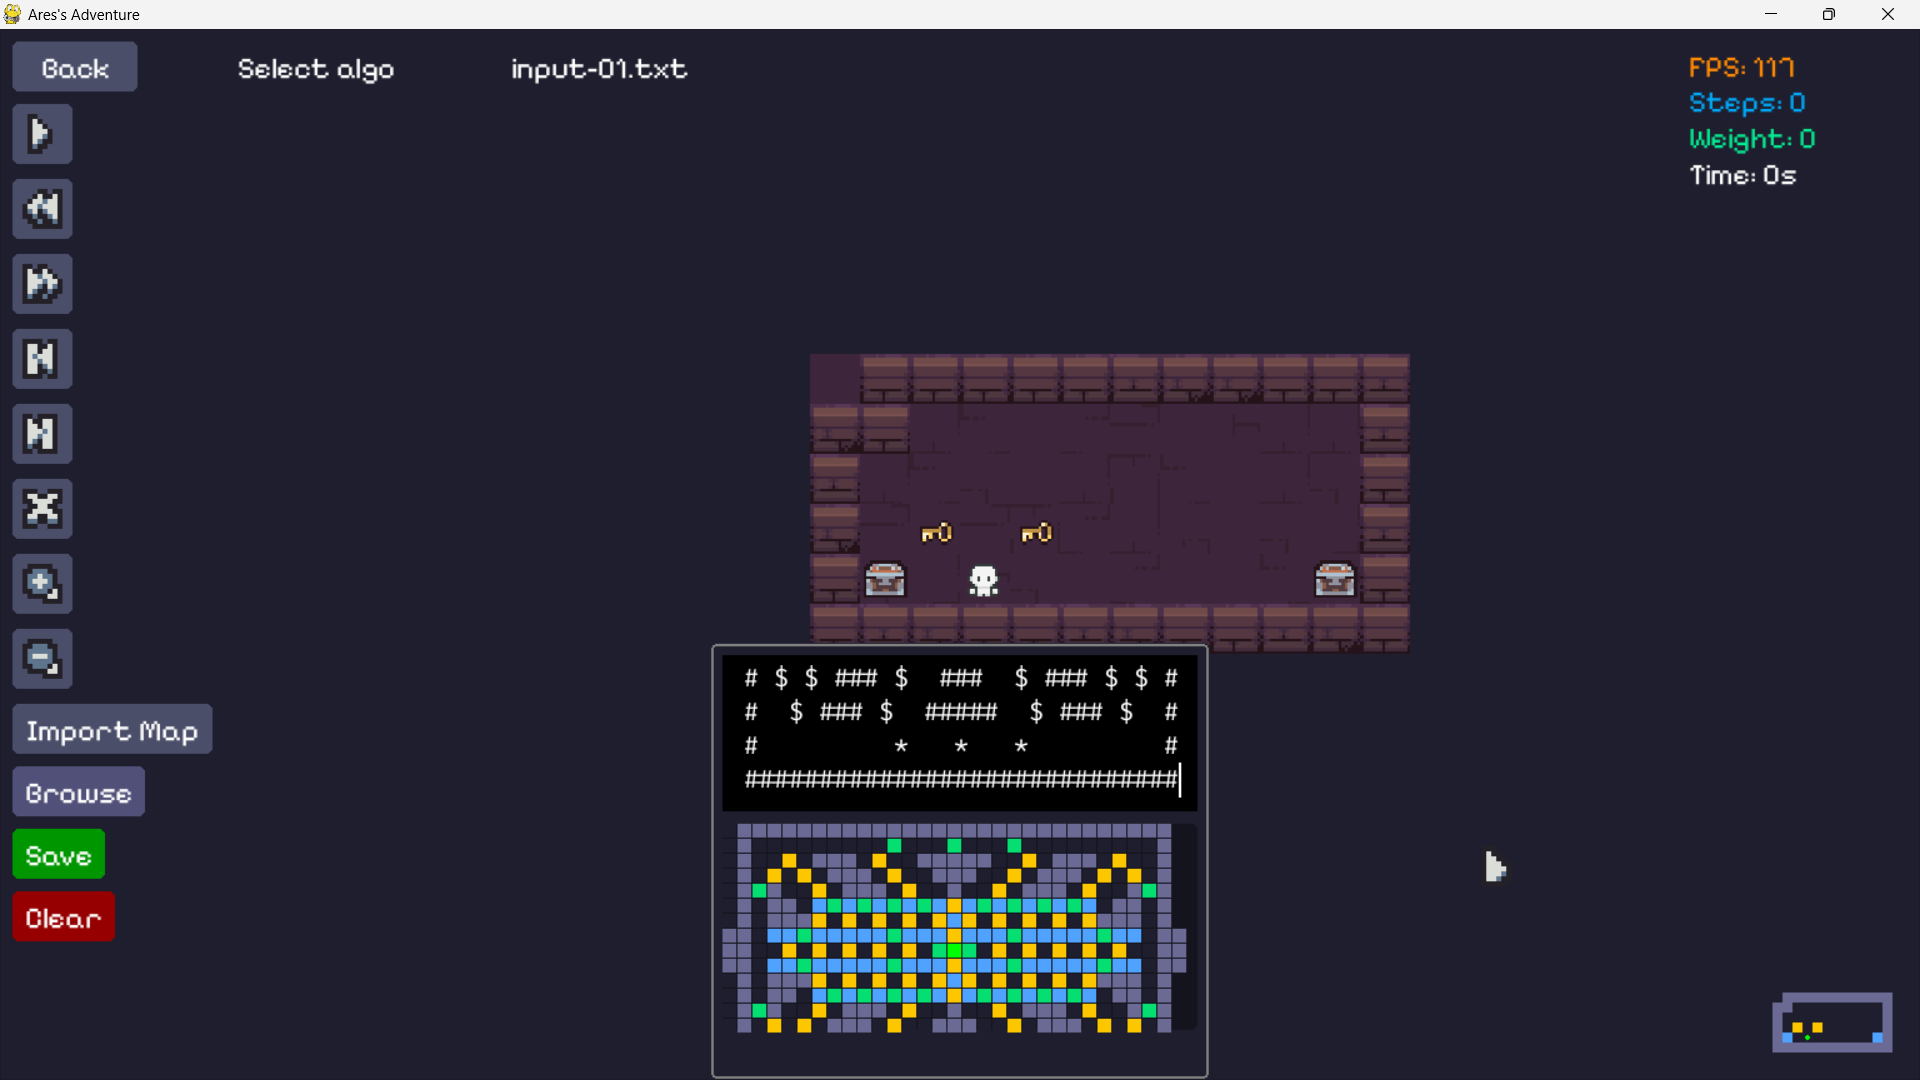 Ares's Adventure
Back
Select algo
input-01.txt
FPS: 117
Steps: 0
Weight: 0
Time: 0s
Import Map
Browse
Save
Clear
# $ $ ### $  ###  $ ### $ $ #
#  $ ### $  #####  $ ### $  #
#         *   *   *         #
#############################